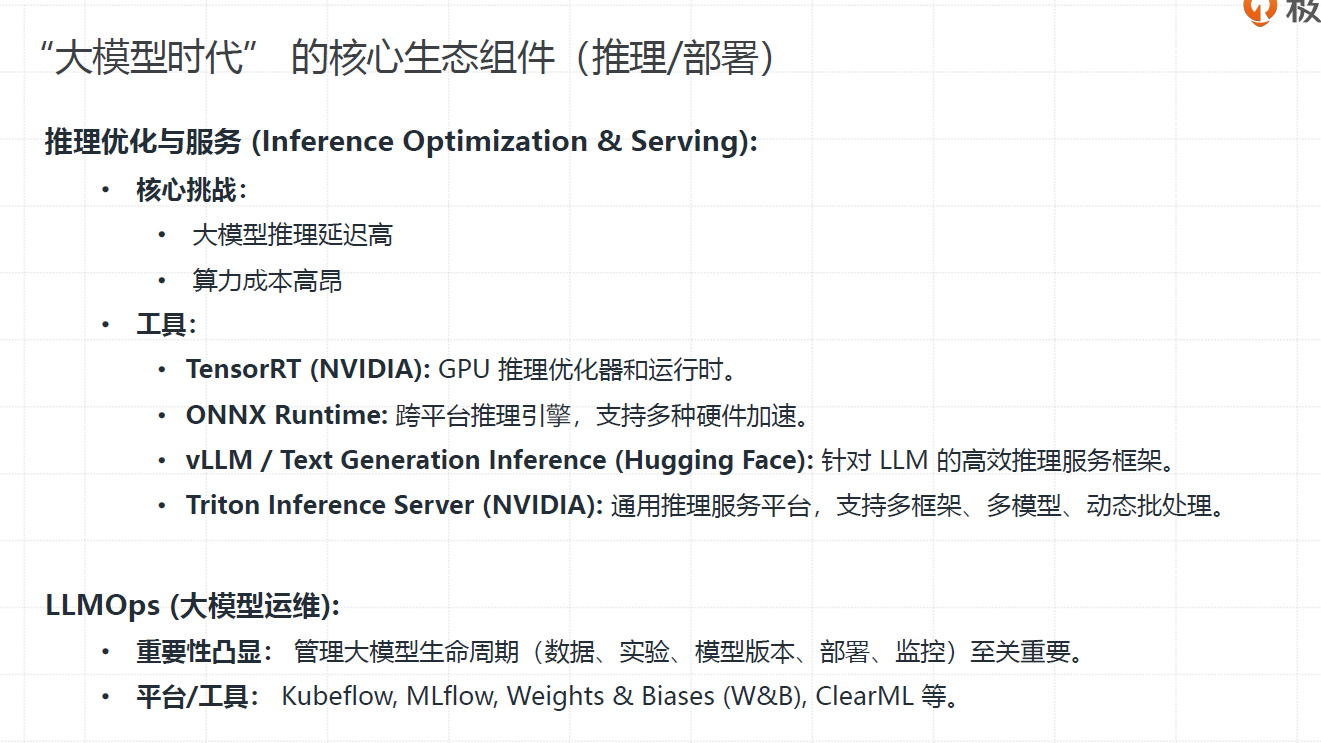 极
“大模型时代” 的核心生态组件（推理/部署）
推理优化与服务 (Inference Optimization & Serving):
• 核心挑战：
• 大模型推理延迟高
• 算力成本高昂
• 工具：
• TensorRT (NVIDIA): GPU 推理优化器和运行时。
• ONNX Runtime: 跨平台推理引擎，支持多种硬件加速。
• vLLM / Text Generation Inference (Hugging Face): 针对 LLM 的高效推理服务框架。
• Triton Inference Server (NVIDIA): 通用推理服务平台，支持多框架、多模型、动态批处理。
LLMOps (大模型运维):
• 重要性凸显： 管理大模型生命周期（数据、实验、模型版本、部署、监控）至关重要。
• 平台/工具： Kubeflow, MLflow, Weights & Biases (W&B), ClearML 等。